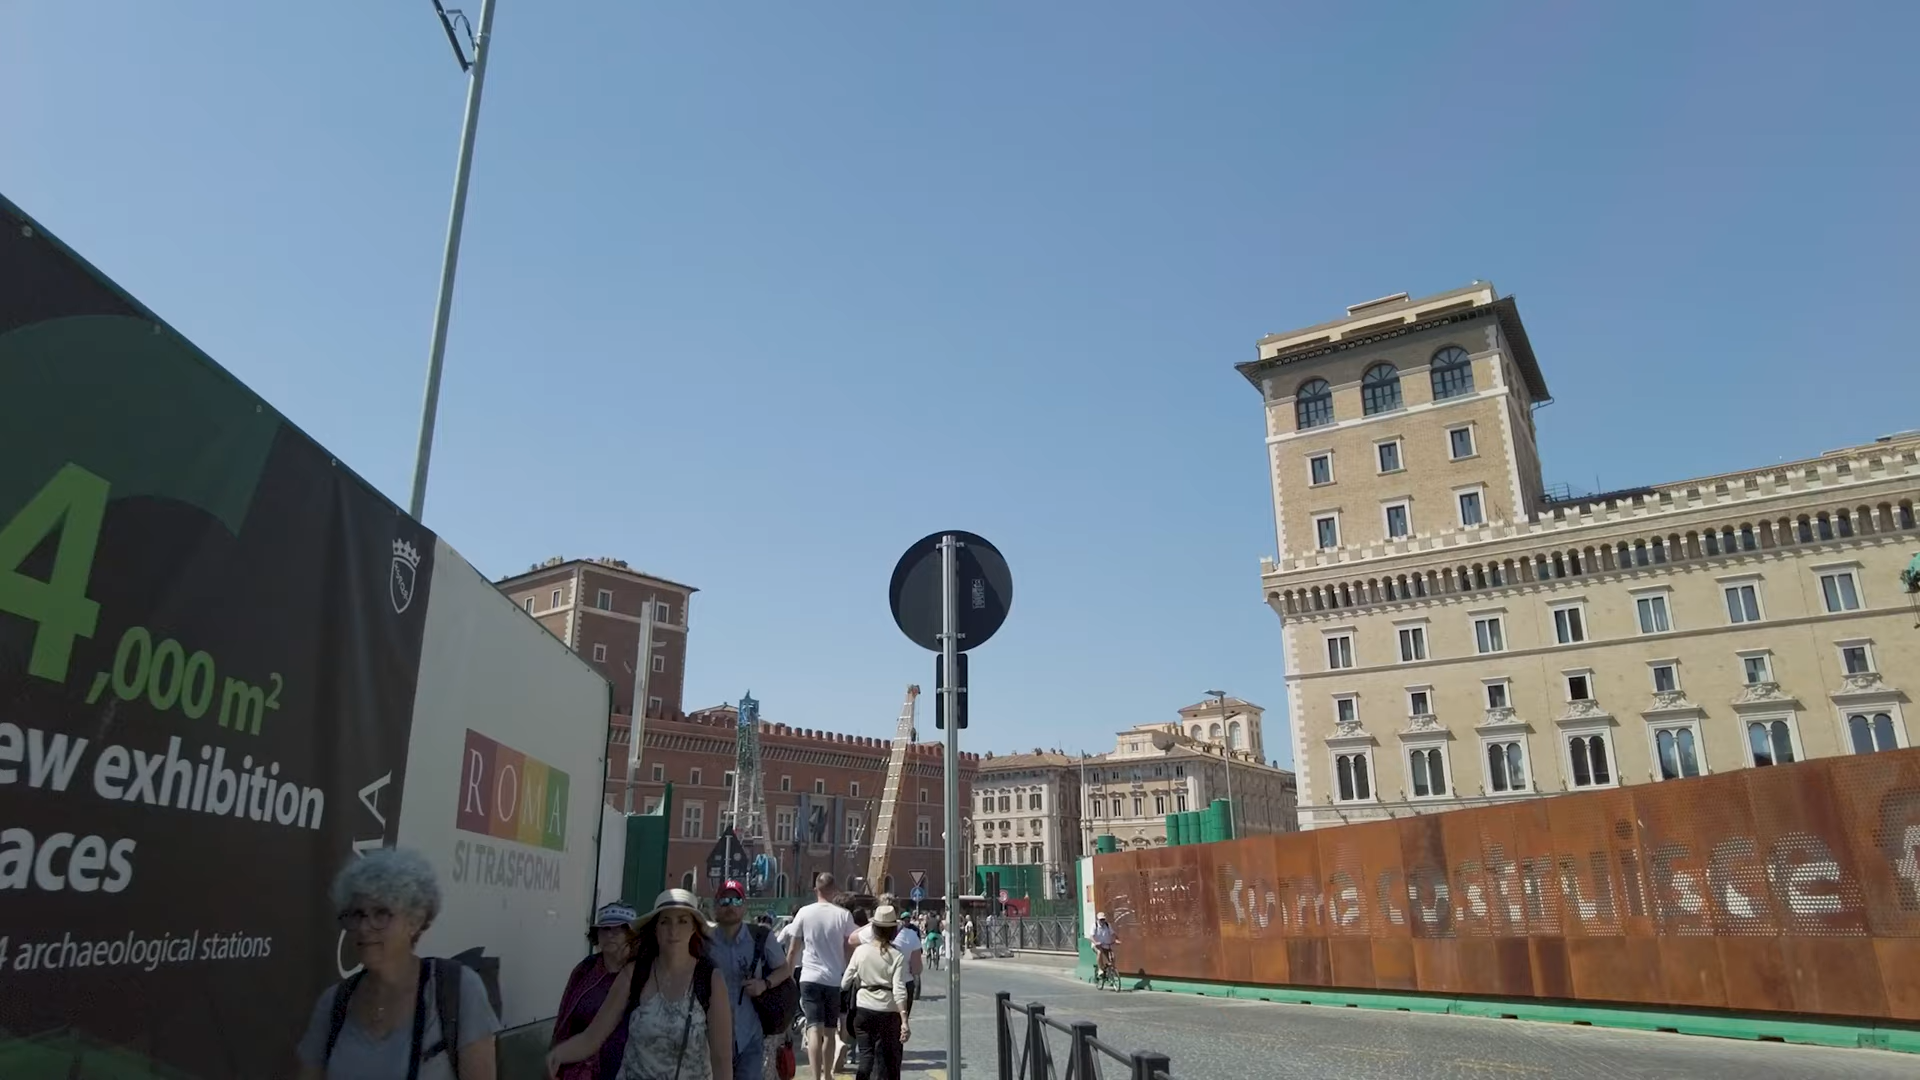 4,000 m²
ew exhibition
aces
4 archaeological stations
ROMA
SI TRASFORMA
Roma costruisce